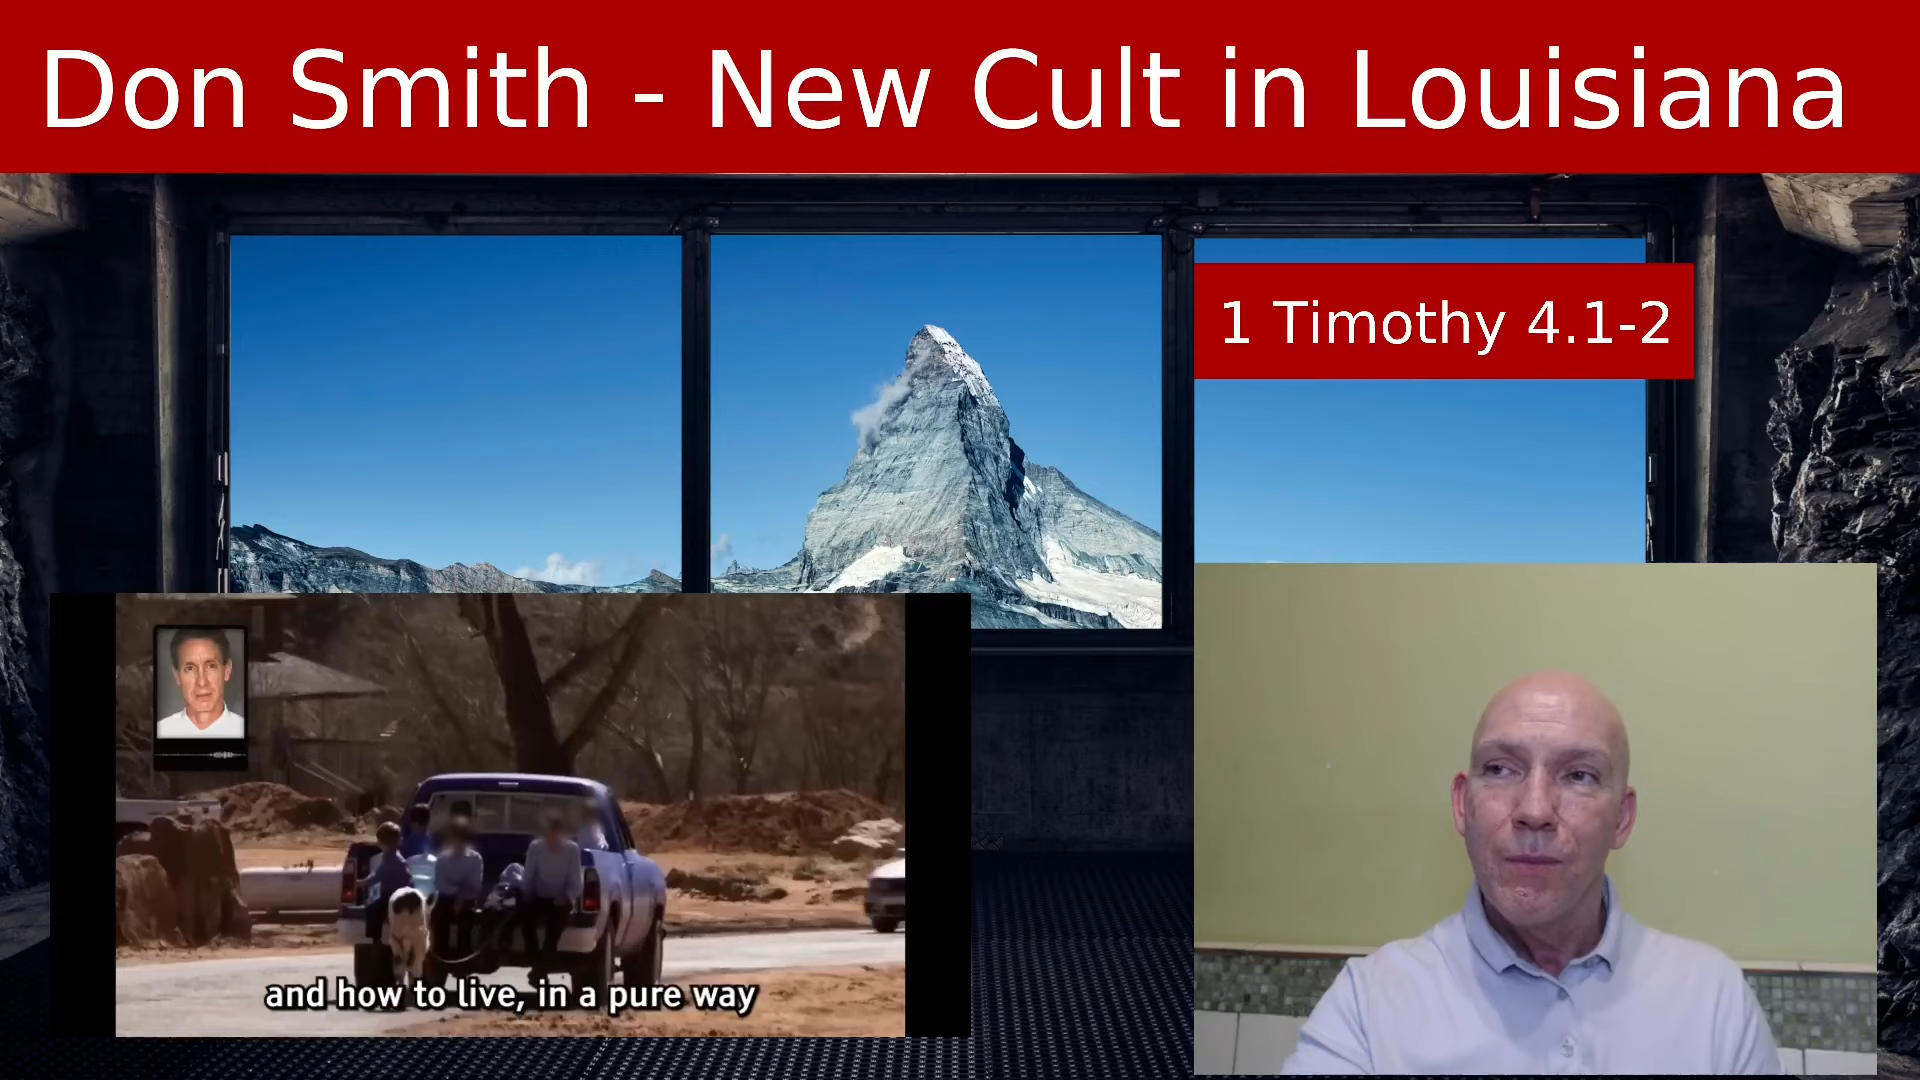 Don Smith - New Cult in Louisiana
1 Timothy 4.1-2
and how to live, in a pure way